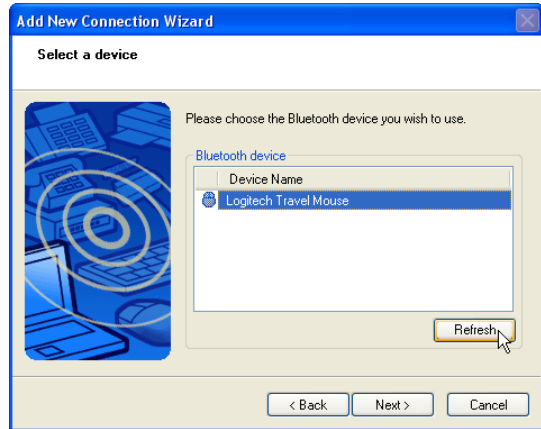 Add New Connection Wizard
Select a device
Please choose the Bluetooth device you wish to use.
Bluetooth device
Device Name
Logitech Travel Mouse
Refresh
< Back Next > Cancel